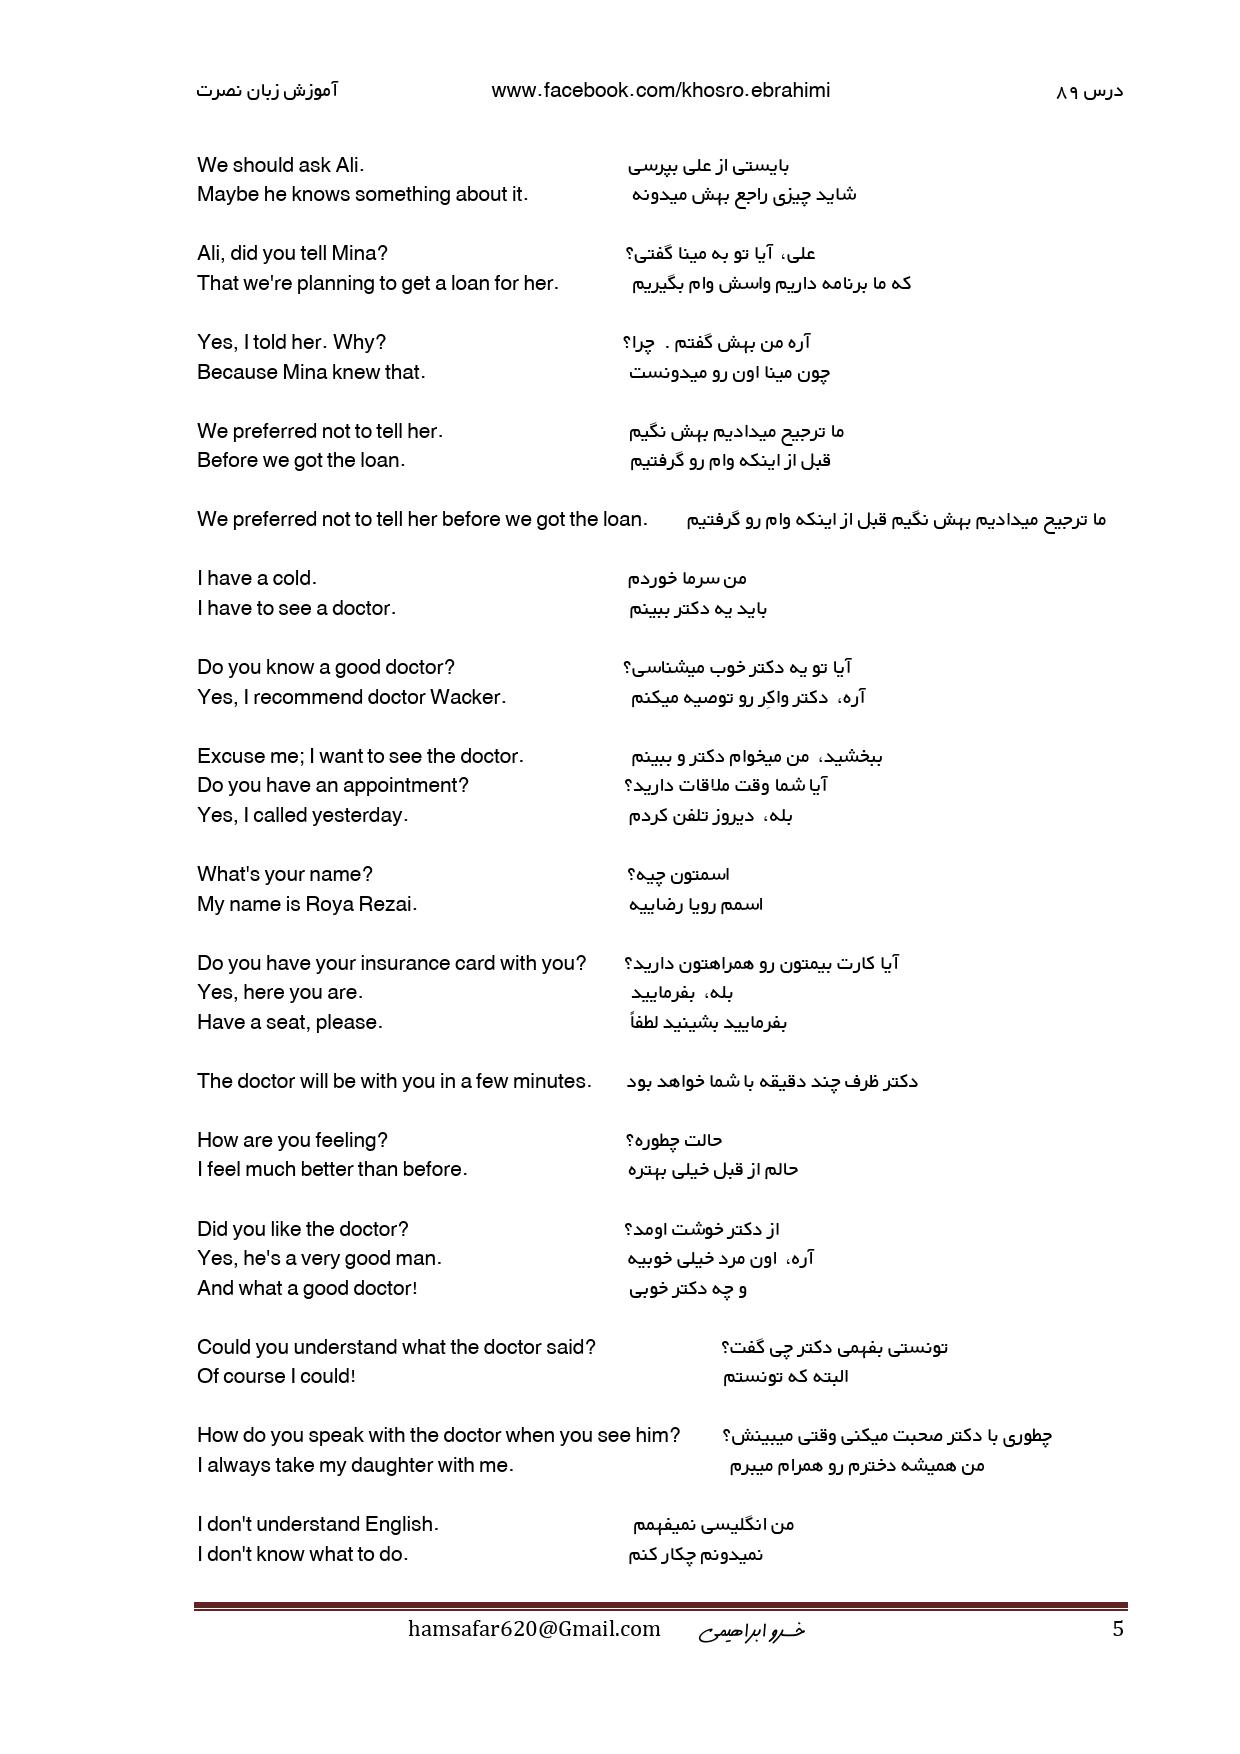 آموزش زبان نصرت www.facebook.com/khosro.ebrahimi درس ۸۹
We should ask Ali. بایستی از علی بپرسی
Maybe he knows something about it. شاید چیزی راجع بهش میدونه
Ali, did you tell Mina? علی، آیا تو به مینا گفتی؟
That we're planning to get a loan for her. که ما برنامه داریم واسش وام بگیریم
Yes, I told her. Why? آره من بهش گفتم . چرا؟
Because Mina knew that. چون مینا اون رو میدونست
We preferred not to tell her. ما ترجیح میدادیم بهش نگیم
Before we got the loan. قبل از اینکه وام رو گرفتیم
We preferred not to tell her before we got the loan. ما ترجیح میدادیم بهش نگیم قبل از اینکه وام رو گرفتیم
I have a cold. من سرما خوردم
I have to see a doctor. باید یه دکتر ببینم
Do you know a good doctor? آیا تو یه دکتر خوب میشناسی؟
Yes, I recommend doctor Wacker. آره، دکتر واکِر رو توصیه میکنم
Excuse me; I want to see the doctor. ببخشید، من میخوام دکتر و ببینم
Do you have an appointment? آیا شما وقت ملاقات دارید؟
Yes, I called yesterday. بله، دیروز تلفن کردم
What's your name? اسمتون چیه؟
My name is Roya Rezai. اسمم رویا رضاییه
Do you have your insurance card with you? آیا کارت بیمتون رو همراهتون دارید؟
Yes, here you are. بله، بفرمایید
Have a seat, please. بفرمایید بشینید لطفاً
The doctor will be with you in a few minutes. دکتر ظرف چند دقیقه با شما خواهد بود
How are you feeling? حالت چطوره؟
I feel much better than before. حالم از قبل خیلی بهتره
Did you like the doctor? از دکتر خوشت اومد؟
Yes, he's a very good man. آره، اون مرد خیلی خوبیه
And what a good doctor! و چه دکتر خوبی
Could you understand what the doctor said? تونستی بفهمی دکتر چی گفت؟
Of course I could! البته که تونستم
How do you speak with the doctor when you see him? چطوری با دکتر صحبت میکنی وقتی میبینش؟
I always take my daughter with me. من همیشه دخترم رو همرام میبرم
I don't understand English. من انگلیسی نمیفهمم
I don't know what to do. نمیدونم چکار کنم
hamsafar620@Gmail.com خسرو ابراهیمی 5